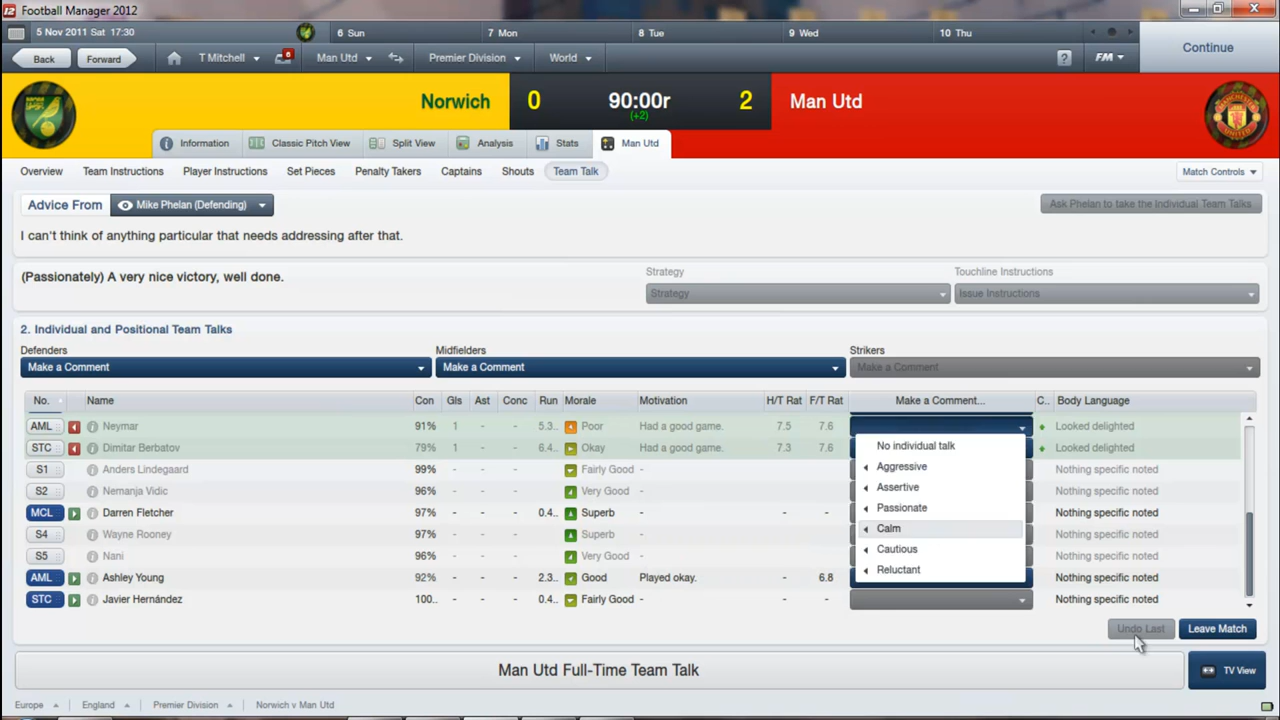 Football Manager 2012
5 Nov 2011 Sat 17:30
6 Sun
7 Mon
8 Tue
9 Wed
10 Thu
Continue
Back
Forward
T Mitchell
Man Utd
Premier Division
World
?
FM
Norwich
0
90:00r
(+2)
2
Man Utd
Information
Classic Pitch View
Split View
Analysis
Stats
Man Utd
Overview
Team Instructions
Player Instructions
Set Pieces
Penalty Takers
Captains
Shouts
Team Talk
Match Controls
Advice From
Mike Phelan (Defending)
Ask Phelan to take the Individual Team Talks
I can't think of anything particular that needs addressing after that.
(Passionately) A very nice victory, well done.
Strategy
Strategy
Touchline Instructions
Issue Instructions
2. Individual and Positional Team Talks
Defenders
Make a Comment
Midfielders
Make a Comment
Strikers
Make a Comment
No. Name Con Gls Ast Conc Run Morale Motivation H/T Rat F/T Rat Make a Comment... C.. Body Language
AML Neymar 91% 1 - - 5.3.. Poor Had a good game. 7.5 7.6 Looked delighted
STC Dimitar Berbatov 79% 1 - - 6.4.. Okay Had a good game. 7.3 7.6 Looked delighted
S1 Anders Lindegaard 99% - - - - Fairly Good - - - Nothing specific noted
S2 Nemanja Vidic 96% - - - - Very Good - - - Nothing specific noted
MCL Darren Fletcher 97% - - - 0.4.. Superb - - - Nothing specific noted
S4 Wayne Rooney 97% - - - - Superb - - - Nothing specific noted
S5 Nani 96% - - - - Very Good - - - Nothing specific noted
AML Ashley Young 92% - - - 2.3.. Good Played okay. - 6.8 Nothing specific noted
STC Javier Hernández 100.. - - - 0.4.. Fairly Good - - - Nothing specific noted
No individual talk
Aggressive
Assertive
Passionate
Calm
Cautious
Reluctant
Undo Last
Leave Match
Man Utd Full-Time Team Talk
TV View
Europe
England
Premier Division
Norwich v Man Utd